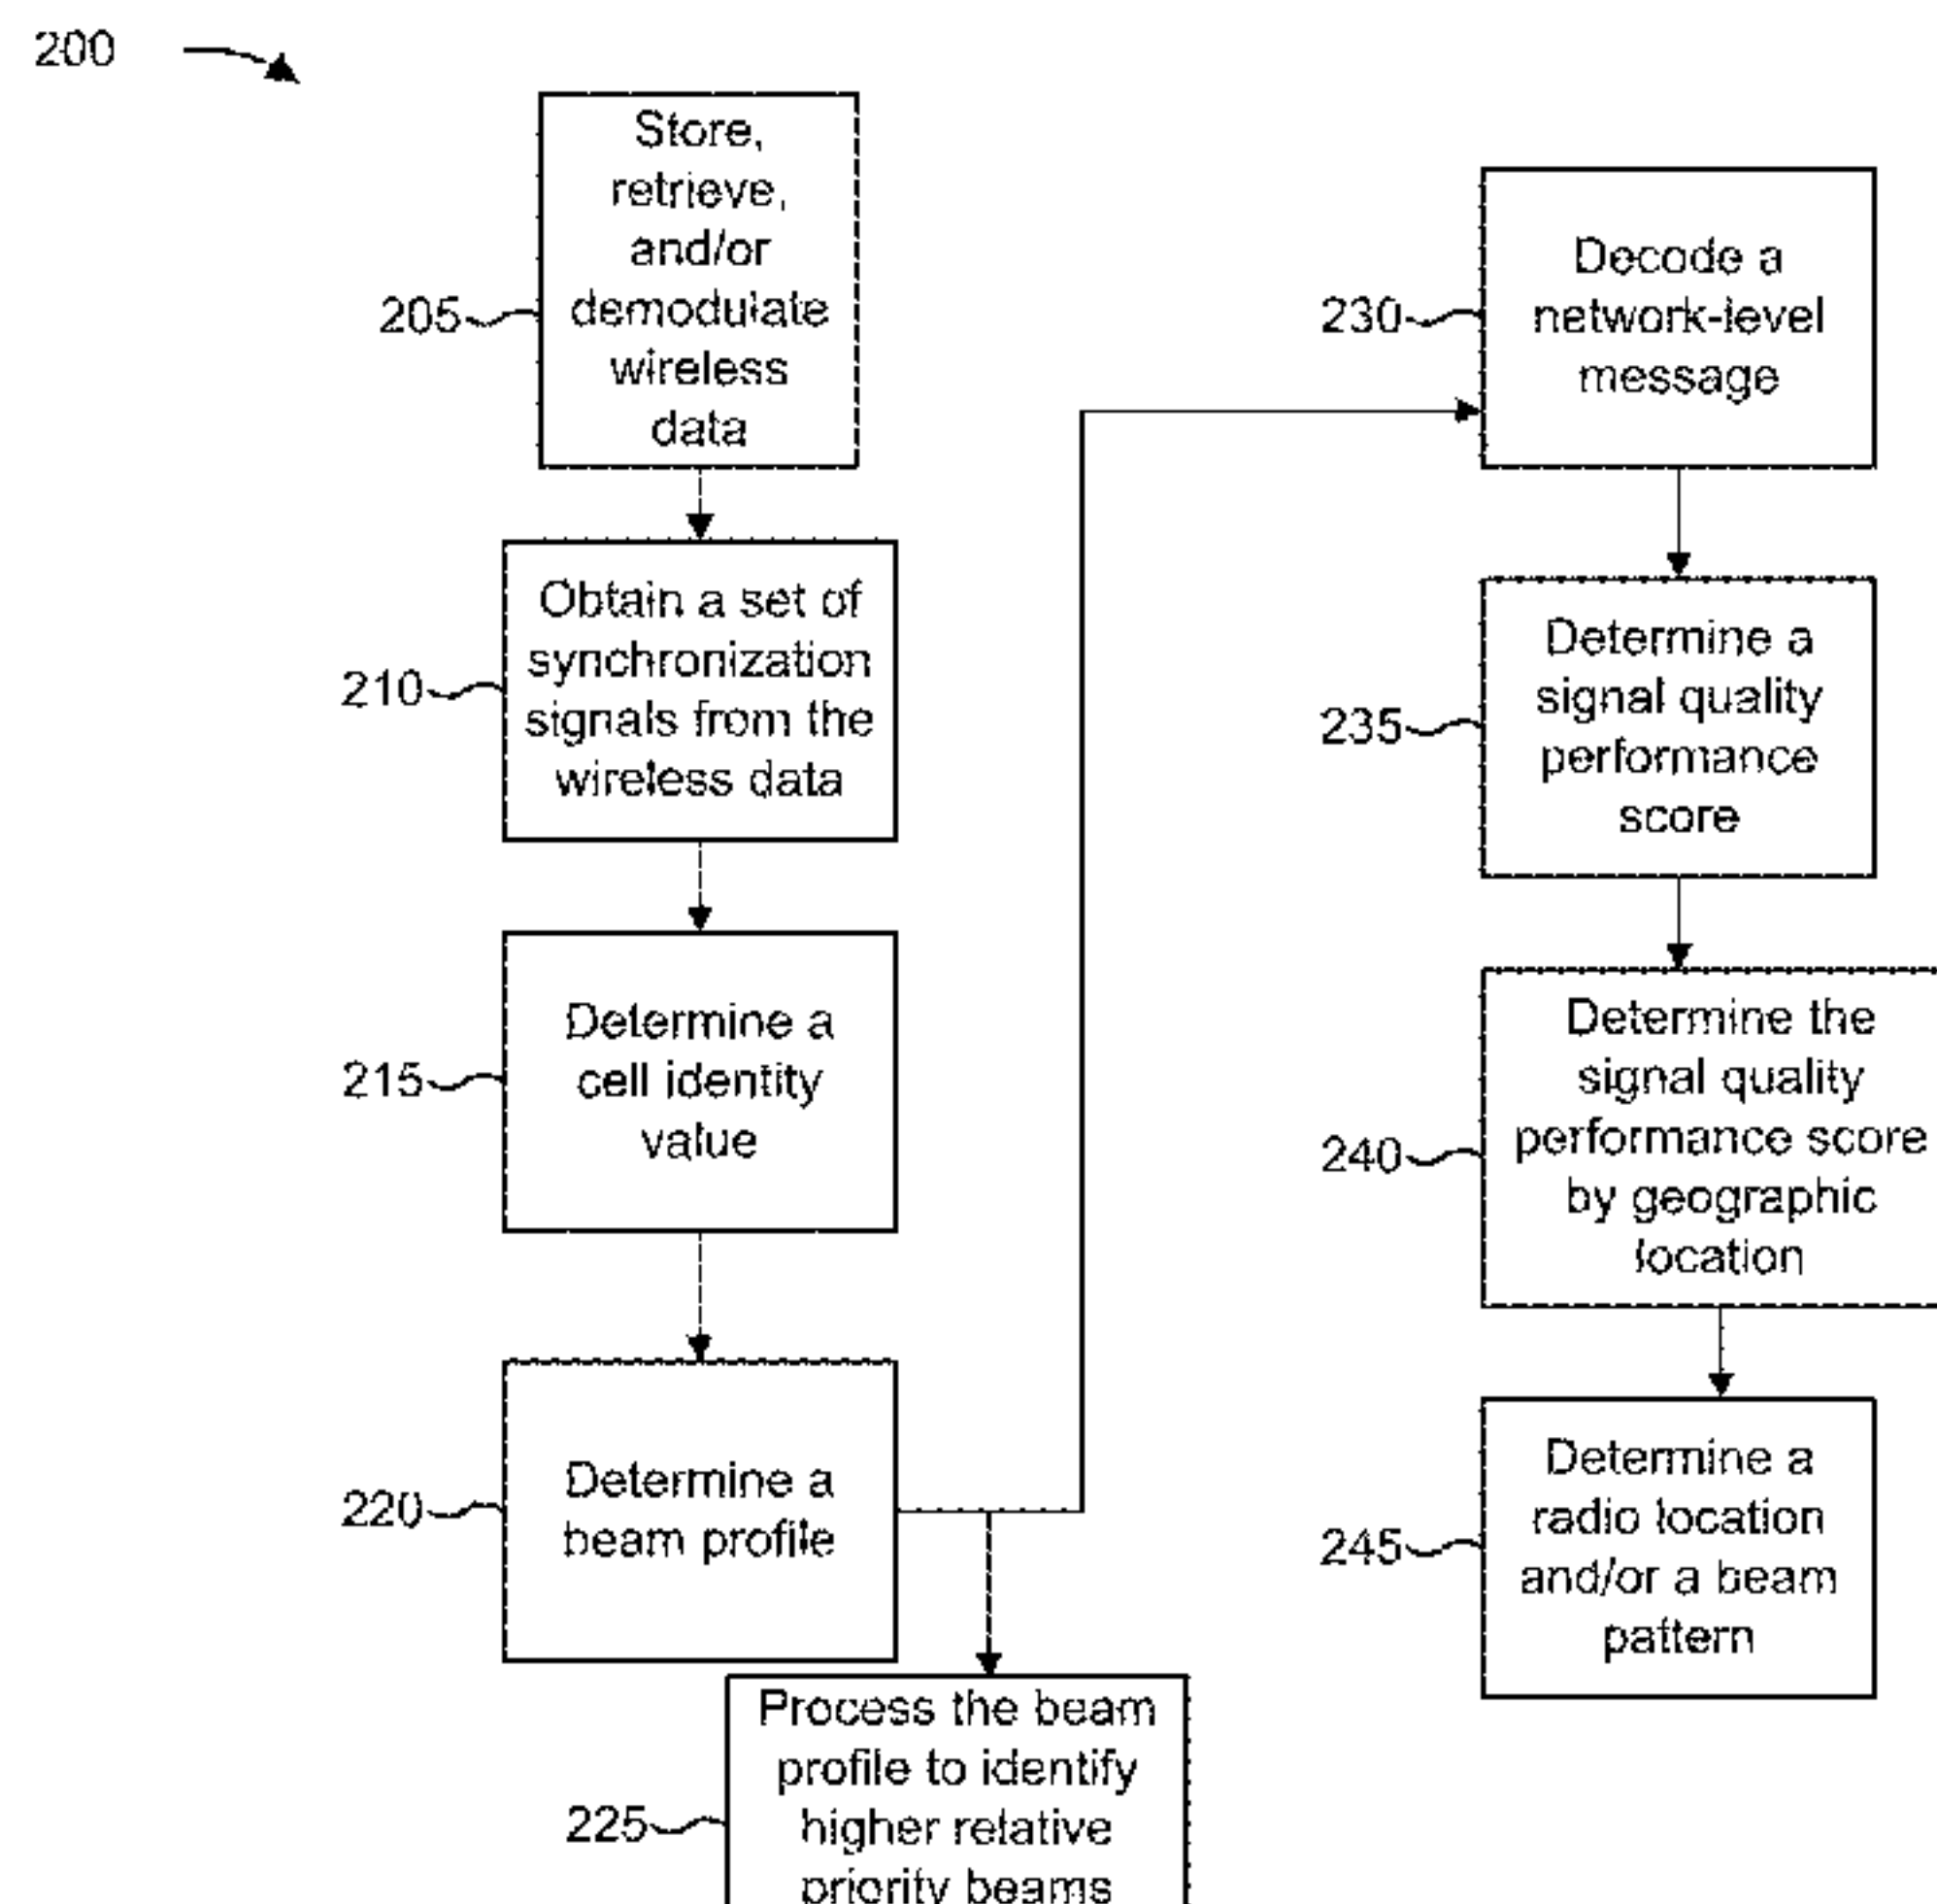 200
Store,
retrieve,
and/or
demodulate
wireless
data
205
Obtain a set of
synchronization
signals from the
wireless data
210
Determine a
cell identity
value
215
Determine a
beam profile
220
Process the beam
profile to identify
higher relative
priority beams
225
Decode a
network-level
message
230
Determine a
signal quality
performance
score
235
Determine the
signal quality
performance score
by geographic
location
240
Determine a
radio location
and/or a beam
pattern
245